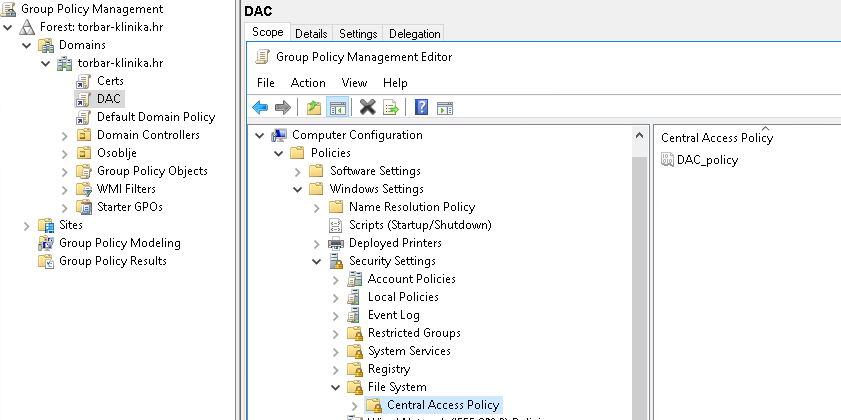 Group Policy Management
Forest: torbar-klinika.hr
Domains
torbar-klinika.hr
Certs
DAC
Default Domain Policy
Domain Controllers
Osoblje
Group Policy Objects
WMI Filters
Starter GPOs
Sites
Group Policy Modeling
Group Policy Results
DAC
Scope Details Settings Delegation
Group Policy Management Editor
File Action View Help
Computer Configuration
Policies
Software Settings
Windows Settings
Name Resolution Policy
Scripts (Startup/Shutdown)
Deployed Printers
Security Settings
Account Policies
Local Policies
Event Log
Restricted Groups
System Services
Registry
File System
Central Access Policy
Central Access Policy
DAC_policy